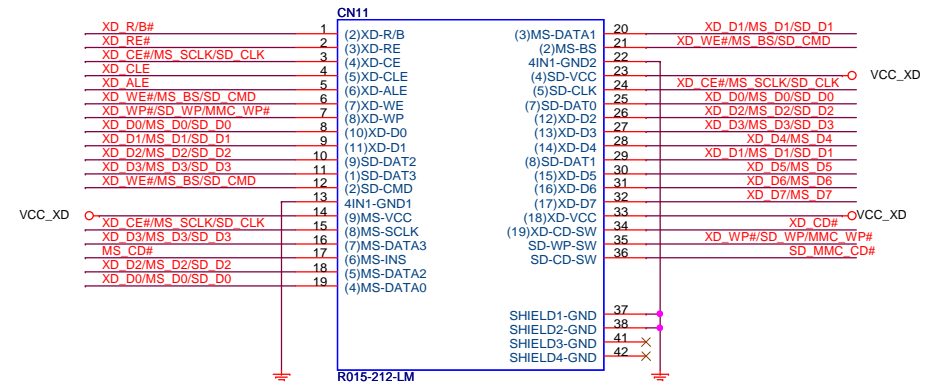 CN11
XD_R/B# 1 (2)XD-R/B (3)MS-DATA1 20 XD_D1/MS_D1/SD_D1
XD_RE# 2 (3)XD-RE (2)MS-BS 21 XD_WE#/MS_BS/SD_CMD
XD_CE#/MS_SCLK/SD_CLK 3 (4)XD-CE 4IN1-GND2 22
XD_CLE 4 (5)XD-CLE (4)SD-VCC 23 VCC_XD
XD_ALE 5 (6)XD-ALE (5)SD-CLK 24 XD_CE#/MS_SCLK/SD_CLK
XD_WE#/MS_BS/SD_CMD 6 (7)XD-WE (7)SD-DAT0 25 XD_D0/MS_D0/SD_D0
XD_WP#/SD_WP/MMC_WP# 7 (8)XD-WP (12)XD-D2 26 XD_D2/MS_D2/SD_D2
XD_D0/MS_D0/SD_D0 8 (10)XD-D0 (13)XD-D3 27 XD_D3/MS_D3/SD_D3
XD_D1/MS_D1/SD_D1 9 (11)XD-D1 (14)XD-D4 28 XD_D4/MS_D4
XD_D2/MS_D2/SD_D2 10 (9)SD-DAT2 (8)SD-DAT1 29 XD_D1/MS_D1/SD_D1
XD_D3/MS_D3/SD_D3 11 (1)SD-DAT3 (15)XD-D5 30 XD_D5/MS_D5
XD_WE#/MS_BS/SD_CMD 12 (2)SD-CMD (16)XD-D6 31 XD_D6/MS_D6
13 4IN1-GND1 (17)XD-D7 32 XD_D7/MS_D7
VCC_XD 14 (9)MS-VCC (18)XD-VCC 33 VCC_XD
XD_CE#/MS_SCLK/SD_CLK 15 (8)MS-SCLK (19)XD-CD-SW 34 XD_CD#
XD_D3/MS_D3/SD_D3 16 (7)MS-DATA3 SD-WP-SW 35 XD_WP#/SD_WP/MMC_WP#
MS_CD# 17 (6)MS-INS SD-CD-SW 36 SD_MMC_CD#
XD_D2/MS_D2/SD_D2 18 (5)MS-DATA2
XD_D0/MS_D0/SD_D0 19 (4)MS-DATA0
SHIELD1-GND 37
SHIELD2-GND 38
SHIELD3-GND 41
SHIELD4-GND 42
R015-212-LM